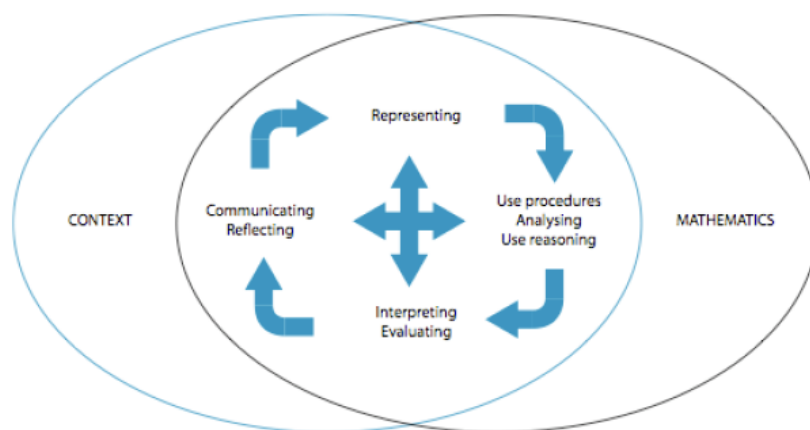 Representing
CONTEXT
Communicating
Reflecting
Use procedures
Analysing
Use reasoning
MATHEMATICS
Interpreting
Evaluating